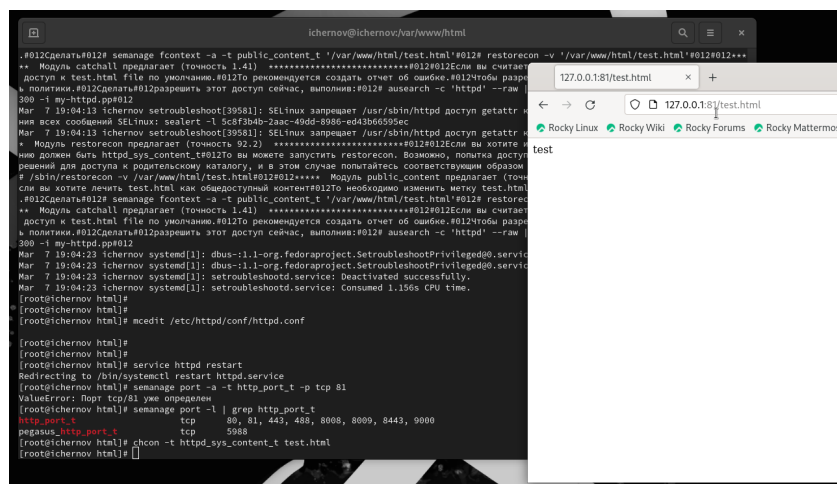 ichernov@ichernov:/var/www/html
.#012Сделать#012# semanage fcontext -a -t public_content_t '/var/www/html/test.html'#012# restorecon -v '/var/www/html/test.html'#012#012***
**  Модуль catchall предлагает (точность 1.41)  **************************#012#012Если вы считает
 доступ к test.html file по умолчанию.#012То рекомендуется создать отчет об ошибке.#012Чтобы разре
ь политики.#012Сделать#012разрешить этот доступ сейчас, выполнив:#012# ausearch -c 'httpd' --raw |
300 -i my-httpd.pp#012
Mar  7 19:04:13 ichernov setroubleshoot[39581]: SELinux запрещает /usr/sbin/httpd доступ getattr к
ния всех сообщений SELinux: sealert -l 5c8f3b4b-2aac-49dd-8986-ed43b66595ec
Mar  7 19:04:13 ichernov setroubleshoot[39581]: SELinux запрещает /usr/sbin/httpd доступ getattr к
*  Модуль restorecon предлагает (точность 92.2)  ************************#012#012Если вы хотите и
нию должен быть httpd_sys_content_t#012То вы можете запустить restorecon. Возможно, попытка доступ
решений для доступа к родительскому каталогу, и в этом случае попытайтесь соответствующим образом
# /sbin/restorecon -v /var/www/html/test.html#012#012*****  Модуль public_content предлагает (точн
сли вы хотите лечить test.html как общедоступный контент#012То необходимо изменить метку test.html
.#012Сделать#012# semanage fcontext -a -t public_content_t '/var/www/html/test.html'#012# restorec
**  Модуль catchall предлагает (точность 1.41)  **************************#012#012Если вы считает
 доступ к test.html file по умолчанию.#012То рекомендуется создать отчет об ошибке.#012Чтобы разре
ь политики.#012Сделать#012разрешить этот доступ сейчас, выполнив:#012# ausearch -c 'httpd' --raw |
300 -i my-httpd.pp#012
Mar  7 19:04:23 ichernov systemd[1]: dbus-:1.1-org.fedoraproject.SetroubleshootPrivileged@0.servic
Mar  7 19:04:23 ichernov systemd[1]: dbus-:1.1-org.fedoraproject.SetroubleshootPrivileged@0.servic
Mar  7 19:04:23 ichernov systemd[1]: setroubleshootd.service: Deactivated successfully.
Mar  7 19:04:23 ichernov systemd[1]: setroubleshootd.service: Consumed 1.156s CPU time.
[root@ichernov html]#
[root@ichernov html]#
[root@ichernov html]# mcedit /etc/httpd/conf/httpd.conf
[root@ichernov html]#
[root@ichernov html]#
[root@ichernov html]# service httpd restart
Redirecting to /bin/systemctl restart httpd.service
[root@ichernov html]# semanage port -a -t http_port_t -p tcp 81
ValueError: Порт tcp/81 уже определен
[root@ichernov html]# semanage port -l | grep http_port_t
http_port_t                    tcp      80, 81, 443, 488, 8008, 8009, 8443, 9000
pegasus_http_port_t            tcp      5988
[root@ichernov html]# chcon -t httpd_sys_content_t test.html
[root@ichernov html]#
127.0.0.1:81/test.html
127.0.0.1:81/test.html
Rocky Linux Rocky Wiki Rocky Forums Rocky Mattermos
test